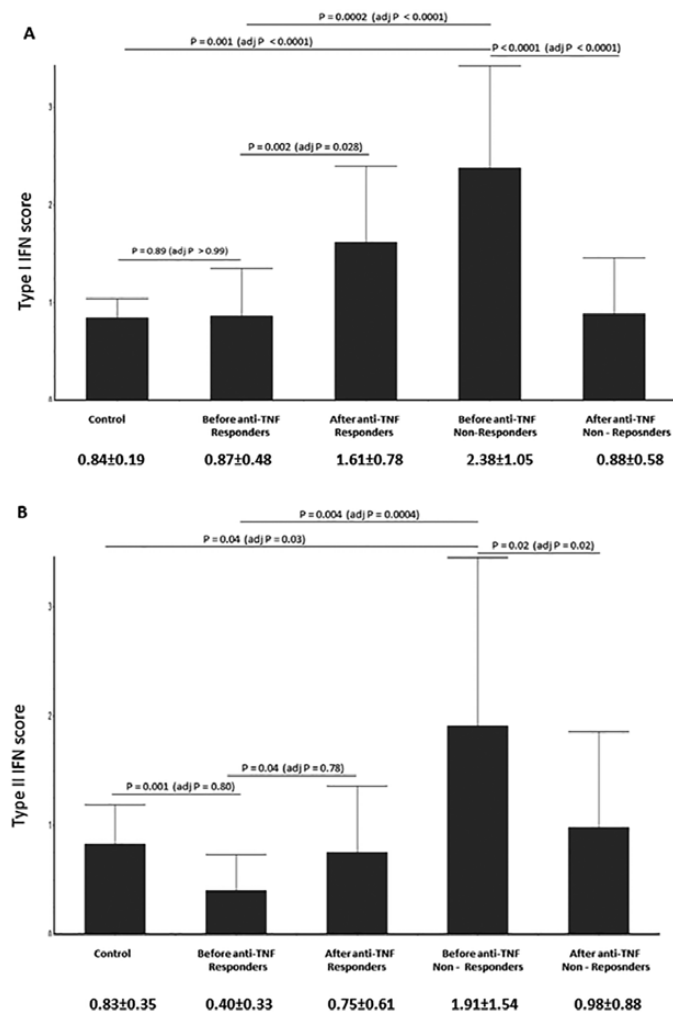 A
P = 0.0002 (adj P < 0.0001)
P = 0.001 (adj P < 0.0001)
P <0.0001 (adj P < 0.0001)
P = 0.002 (adj P = 0.028)
P = 0.89 (adj P > 0.99)
Type I IFN score
3
2
1
0
Control
Before anti-TNF
Responders
After anti-TNF
Responders
Before anti-TNF
Non-Responders
After anti-TNF
Non - Reposnders
0.84±0.19 0.87±0.48 1.61±0.78 2.38±1.05 0.88±0.58
B
P = 0.004 (adj P = 0.0004)
P = 0.04 (adj P = 0.03)
P = 0.02 (adj P = 0.02)
P = 0.04 (adj P = 0.78)
P = 0.001 (adj P = 0.80)
Type II IFN score
3
2
1
0
Control
Before anti-TNF
Responders
After anti-TNF
Responders
Before anti-TNF
Non - Responders
After anti-TNF
Non - Reposnders
0.83±0.35 0.40±0.33 0.75±0.61 1.91±1.54 0.98±0.88